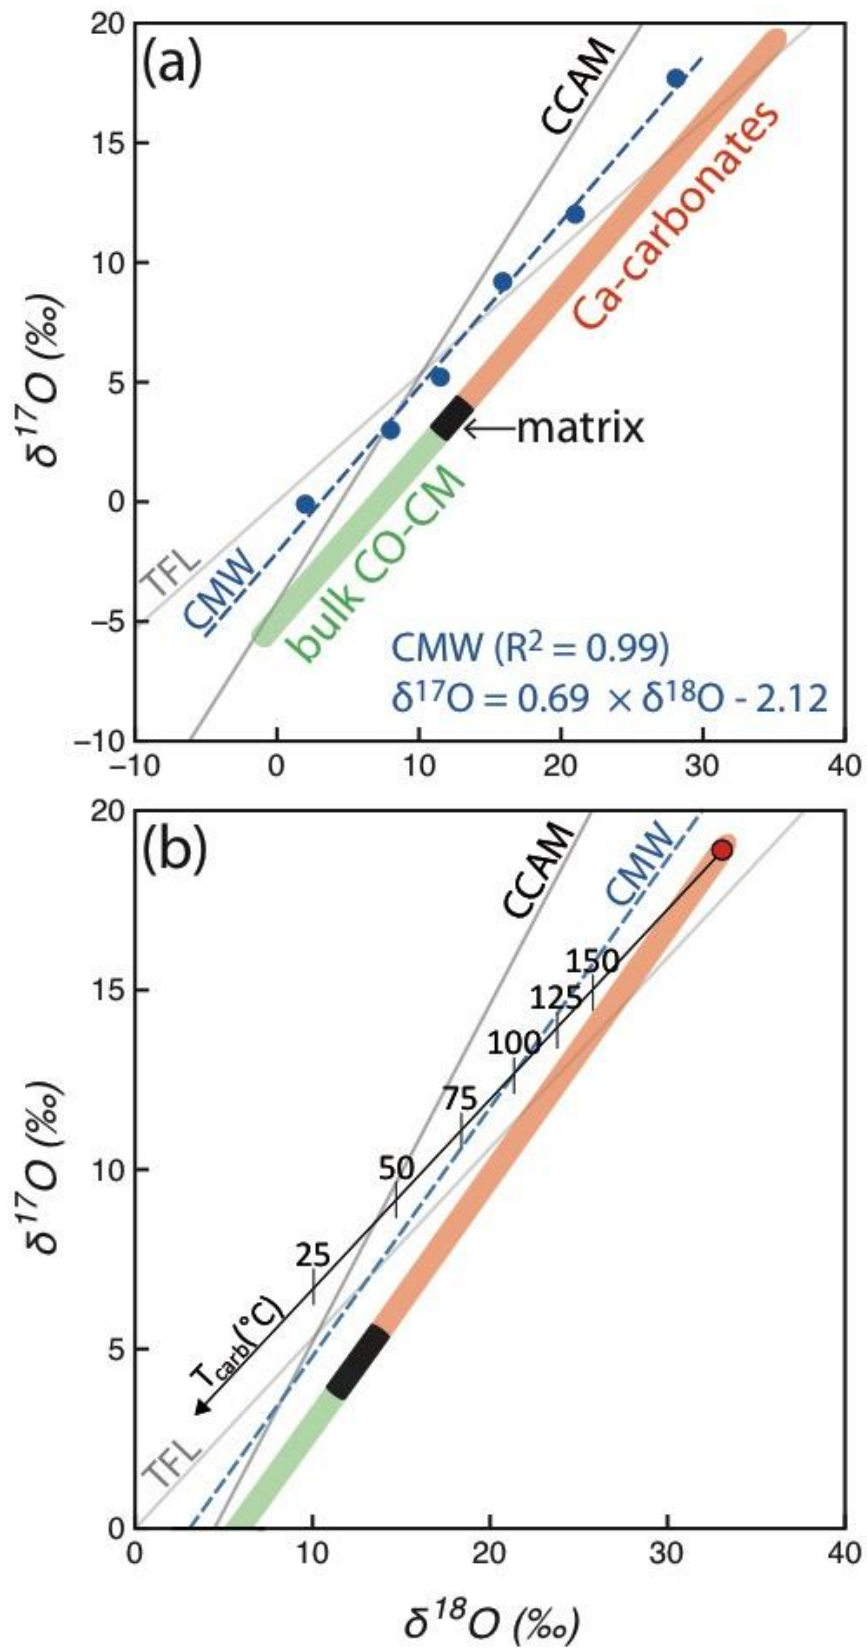 (a)
20
15
10
5
0
−5
−10
−10
0
10
20
30
40
δ17O (‰)
CCAM
Ca-carbonates
matrix
TFL
CMW
bulk CO-CM
CMW (R² = 0.99)
δ¹⁷O = 0.69 × δ¹⁸O - 2.12
(b)
20
15
10
5
0
0
10
20
30
40
δ17O (‰)
CCAM
CMW
150
125
100
75
50
25
Tcarb(°C)
TFL
δ18O (‰)